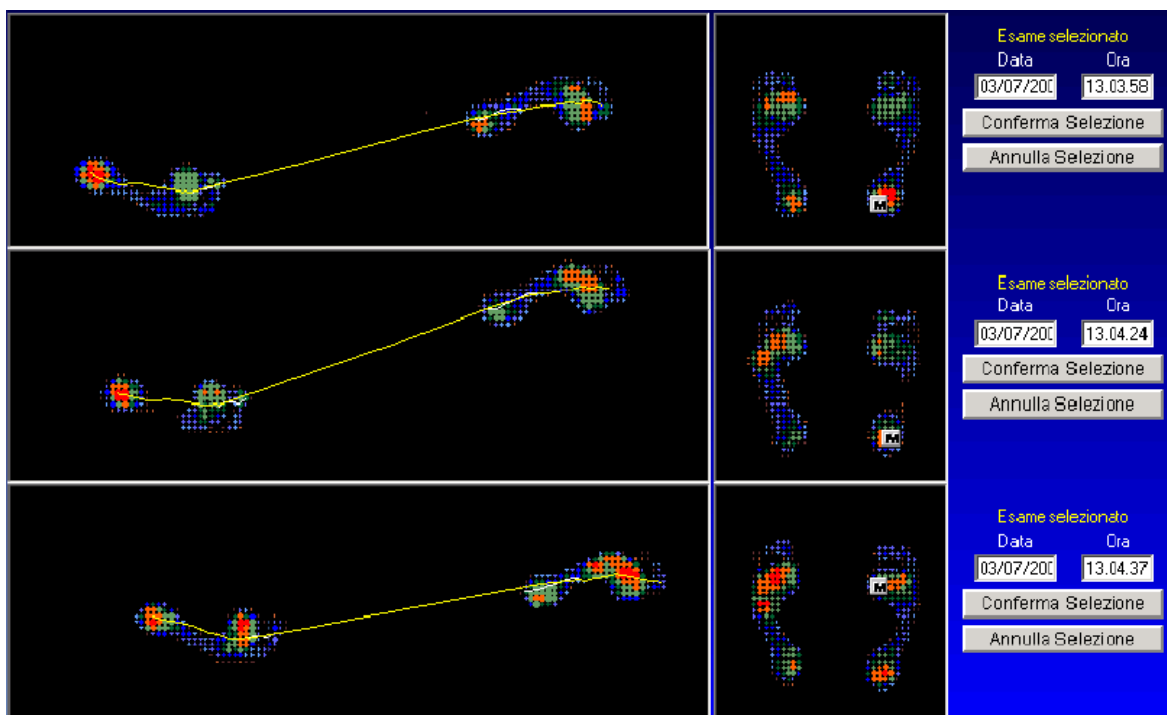 Esame selezionato
Data Ora
03/07/200 13.03.58
Conferma Selezione
Annulla Selezione
Esame selezionato
Data Ora
03/07/200 13.04.24
Conferma Selezione
Annulla Selezione
Esame selezionato
Data Ora
03/07/200 13.04.37
Conferma Selezione
Annulla Selezione